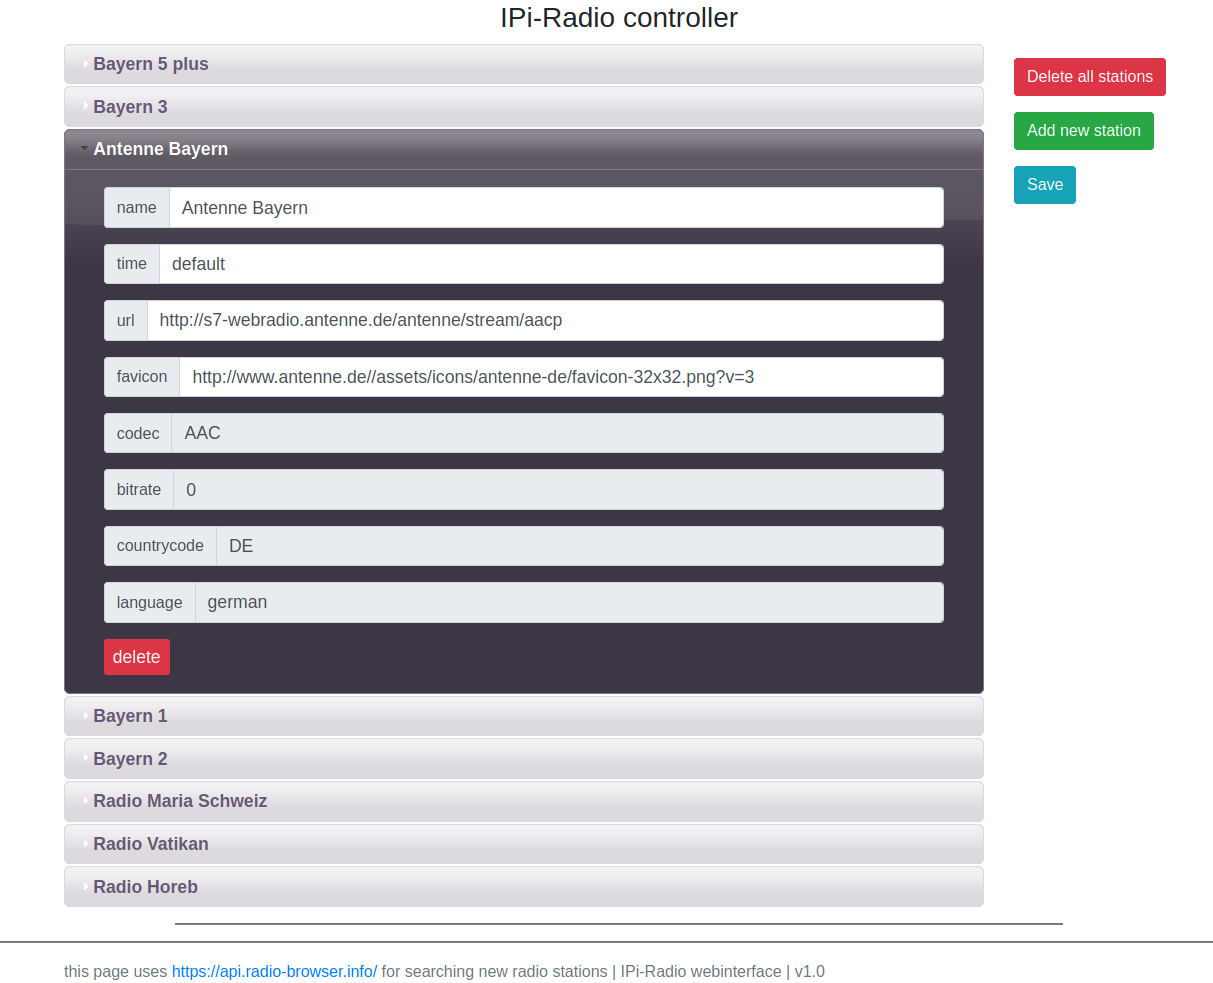 IPi-Radio controller
Bayern 5 plus
Bayern 3
Antenne Bayern
name Antenne Bayern
time default
url http://s7-webradio.antenne.de/antenne/stream/aacp
favicon http://www.antenne.de//assets/icons/antenne-de/favicon-32x32.png?v=3
codec AAC
bitrate 0
countrycode DE
language german
delete
Bayern 1
Bayern 2
Radio Maria Schweiz
Radio Vatikan
Radio Horeb
Delete all stations
Add new station
Save
this page uses https://api.radio-browser.info/ for searching new radio stations | IPi-Radio webinterface | v1.0